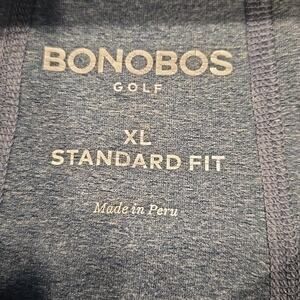 BONOBOS
GOLF
XL
STANDARD FIT
Made in Peru